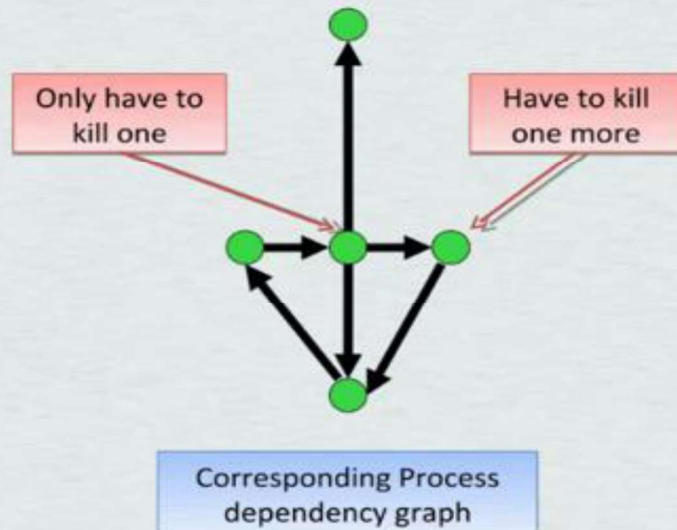 Only have to
kill one
Have to kill
one more
Corresponding Process
dependency graph